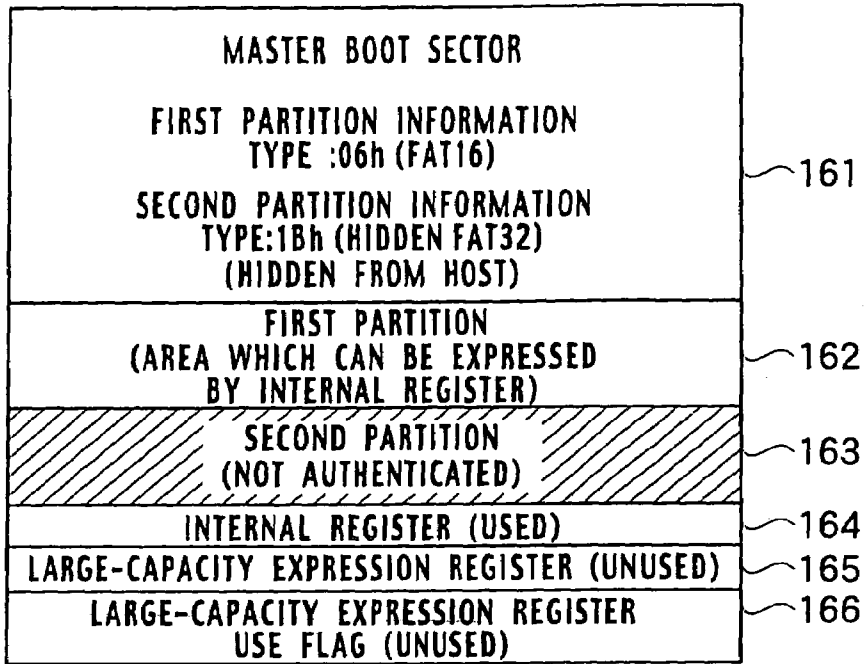 MASTER BOOT SECTOR
FIRST PARTITION INFORMATION
TYPE :06h (FAT16)
SECOND PARTITION INFORMATION
TYPE:1Bh (HIDDEN FAT32)
(HIDDEN FROM HOST)
161
FIRST PARTITION
(AREA WHICH CAN BE EXPRESSED
BY INTERNAL REGISTER)
162
SECOND PARTITION
(NOT AUTHENTICATED)
163
INTERNAL REGISTER (USED)
164
LARGE-CAPACITY EXPRESSION REGISTER (UNUSED)
165
LARGE-CAPACITY EXPRESSION REGISTER
USE FLAG (UNUSED)
166